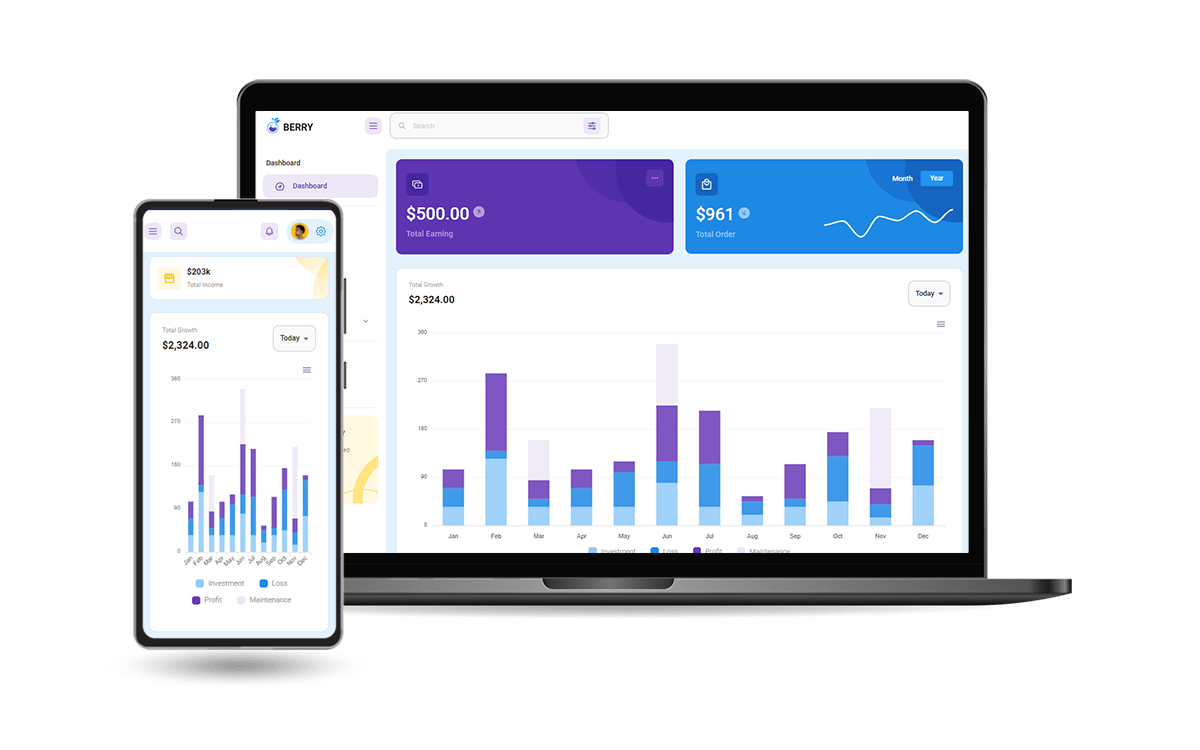 BERRY
Search
Dashboard
Dashboard
$500.00
Total Earning
Month
Year
$961
Total Order
Total Growth
$2,324.00
Today
360
270
180
90
0
Jan Feb Mar Apr May Jun Jul Aug Sep Oct Nov Dec
Investment Loss Profit Maintenance
$203k
Total Income
Total Growth
$2,324.00
Today
360
270
180
90
0
Jan Feb Mar Apr May Jun Jul Aug Sep Oct Nov Dec
Investment Loss
Profit Maintenance